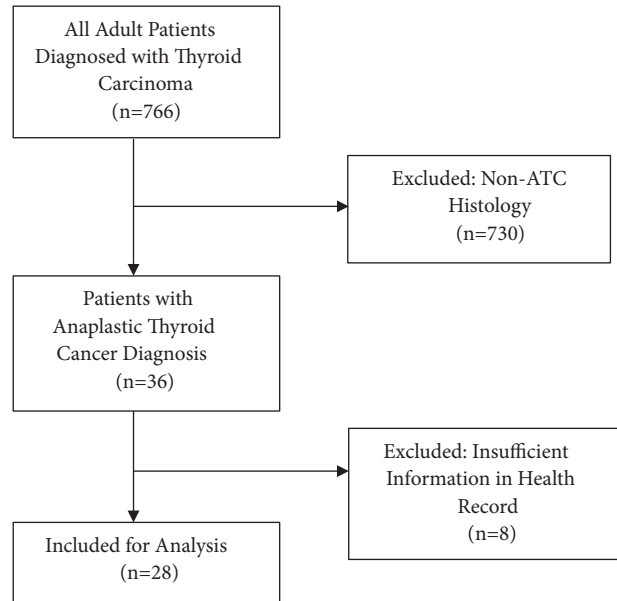 All Adult Patients
Diagnosed with Thyroid
Carcinoma
(n=766)
Excluded: Non-ATC
Histology
(n=730)
Patients with
Anaplastic Thyroid
Cancer Diagnosis
(n=36)
Excluded: Insufficient
Information in Health
Record
(n=8)
Included for Analysis
(n=28)